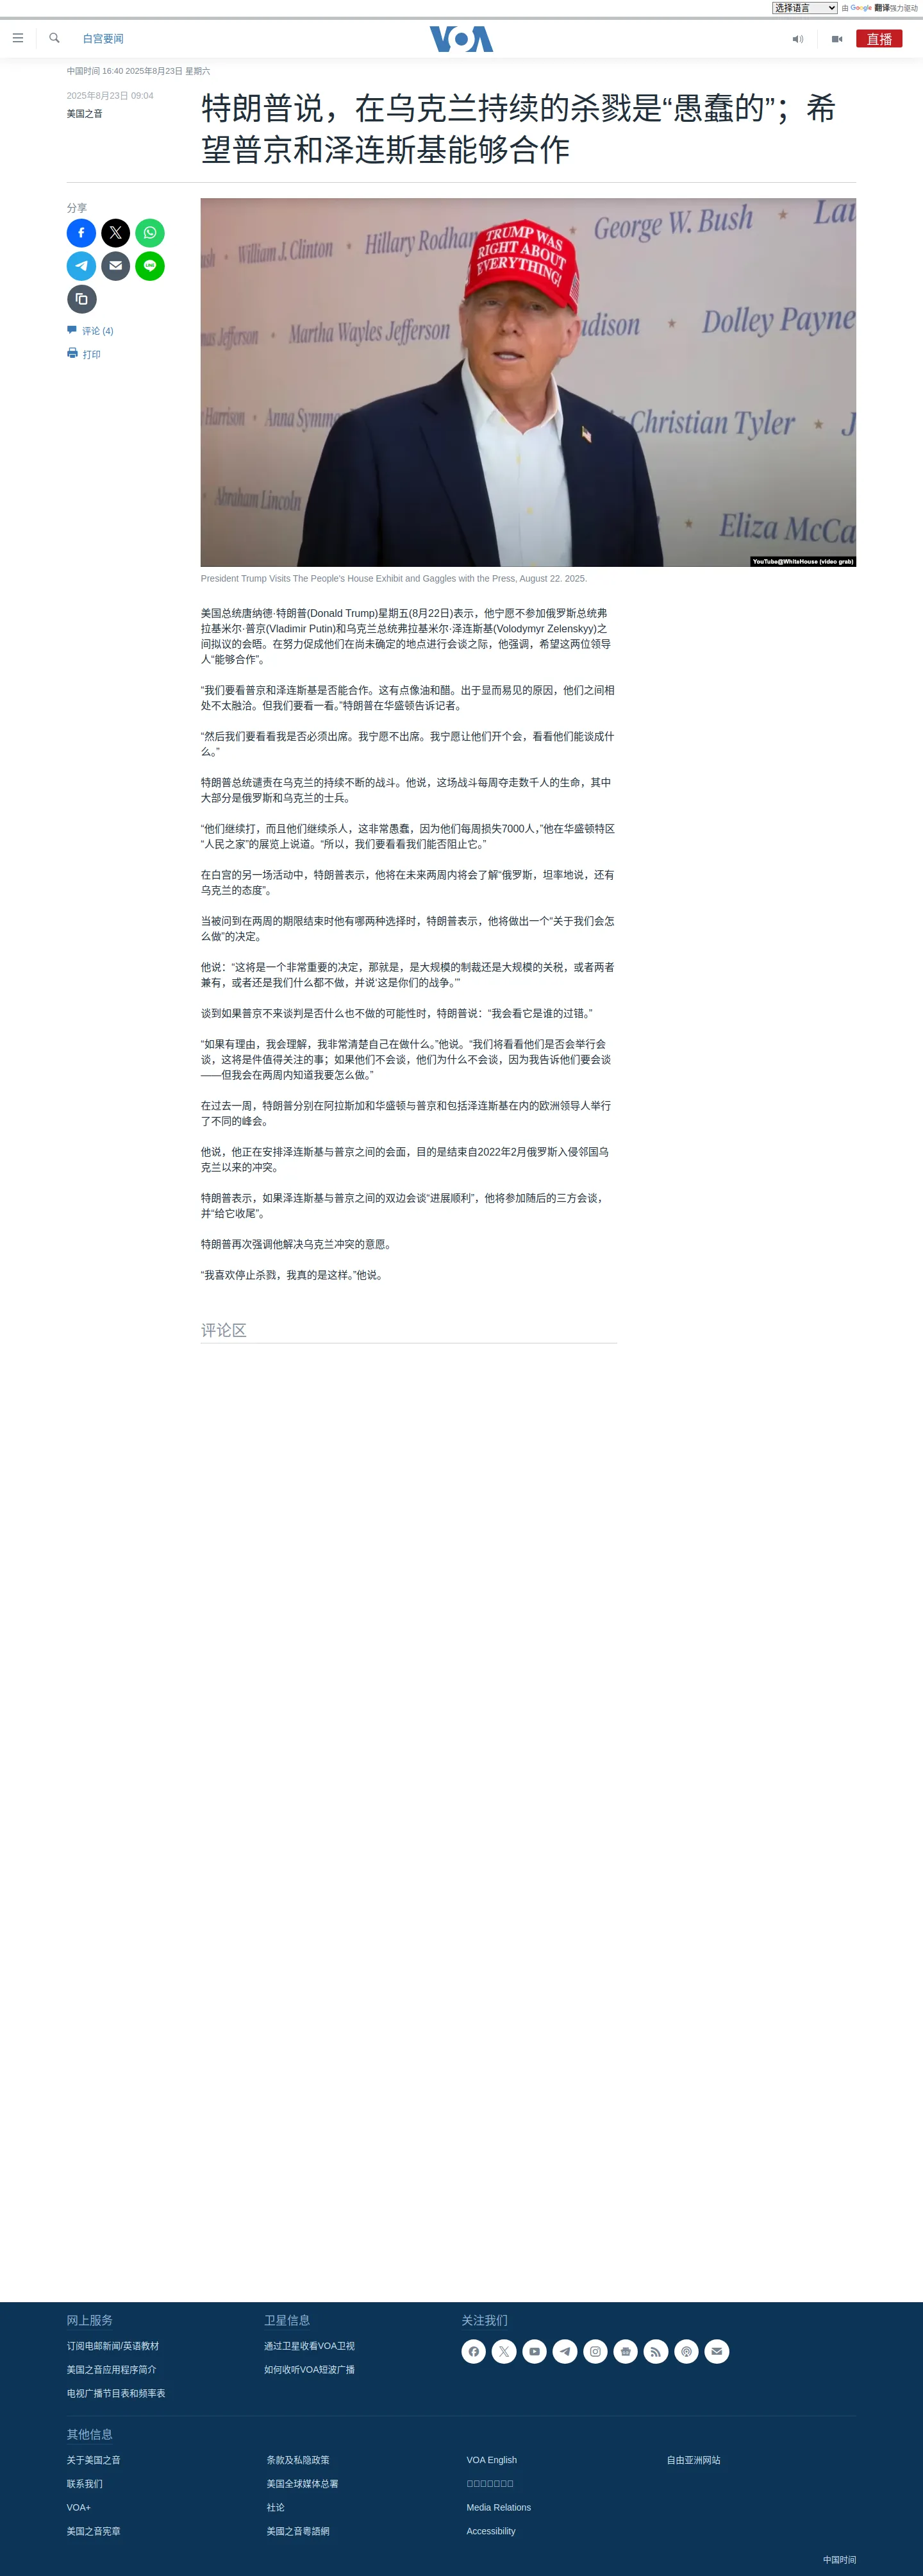 选择语言 由 Google 翻译强力驱动
白宫要闻
VOA
直播
中国时间 16:40 2025年8月23日 星期六
2025年8月23日 09:04
美国之音
特朗普说，在乌克兰持续的杀戮是“愚蠢的”；希
望普京和泽连斯基能够合作
分享
评论 (4)
打印
William J. Clinton
Hillary Rodham
George W. Bush
Martha Wayles Jefferson
Dolley Payne
Anna Symme
Harrison
Christian Tyler
Abraham Lincoln
Eliza McCa
TRUMP WAS
RIGHT ABOUT
EVERYTHING!
YouTube@WhiteHouse (video grab)
President Trump Visits The People's House Exhibit and Gaggles with the Press, August 22. 2025.
美国总统唐纳德·特朗普(Donald Trump)星期五(8月22日)表示，他宁愿不参加俄罗斯总统弗
拉基米尔·普京(Vladimir Putin)和乌克兰总统弗拉基米尔·泽连斯基(Volodymyr Zelenskyy)之
间拟议的会晤。在努力促成他们在尚未确定的地点进行会谈之际，他强调，希望这两位领导
人“能够合作”。
“我们要看普京和泽连斯基是否能合作。这有点像油和醋。出于显而易见的原因，他们之间相
处不太融洽。但我们要看一看。”特朗普在华盛顿告诉记者。
“然后我们要看看我是否必须出席。我宁愿不出席。我宁愿让他们开个会，看看他们能谈成什
么。”
特朗普总统谴责在乌克兰的持续不断的战斗。他说，这场战斗每周夺走数千人的生命，其中
大部分是俄罗斯和乌克兰的士兵。
“他们继续打，而且他们继续杀人，这非常愚蠢，因为他们每周损失7000人，”他在华盛顿特区
“人民之家”的展览上说道。“所以，我们要看看我们能否阻止它。”
在白宫的另一场活动中，特朗普表示，他将在未来两周内将会了解“俄罗斯，坦率地说，还有
乌克兰的态度”。
当被问到在两周的期限结束时他有哪两种选择时，特朗普表示，他将做出一个“关于我们会怎
么做”的决定。
他说：“这将是一个非常重要的决定，那就是，是大规模的制裁还是大规模的关税，或者两者
兼有，或者还是我们什么都不做，并说‘这是你们的战争。’”
谈到如果普京不来谈判是否什么也不做的可能性时，特朗普说：“我会看它是谁的过错。”
“如果有理由，我会理解，我非常清楚自己在做什么。”他说。“我们将看看他们是否会举行会
谈，这将是件值得关注的事；如果他们不会谈，他们为什么不会谈，因为我告诉他们要会谈
——但我会在两周内知道我要怎么做。”
在过去一周，特朗普分别在阿拉斯加和华盛顿与普京和包括泽连斯基在内的欧洲领导人举行
了不同的峰会。
他说，他正在安排泽连斯基与普京之间的会面，目的是结束自2022年2月俄罗斯入侵邻国乌
克兰以来的冲突。
特朗普表示，如果泽连斯基与普京之间的双边会谈“进展顺利”，他将参加随后的三方会谈，
并“给它收尾”。
特朗普再次强调他解决乌克兰冲突的意愿。
“我喜欢停止杀戮，我真的是这样。”他说。
评论区
网上服务
订阅电邮新闻/英语教材
美国之音应用程序简介
电视广播节目表和频率表
卫星信息
通过卫星收看VOA卫视
如何收听VOA短波广播
关注我们
其他信息
关于美国之音
联系我们
VOA+
美国之音宪章
条款及私隐政策
美国全球媒体总署
社论
美國之音粵語網
VOA English
Media Relations
Accessibility
自由亚洲网站
中国时间